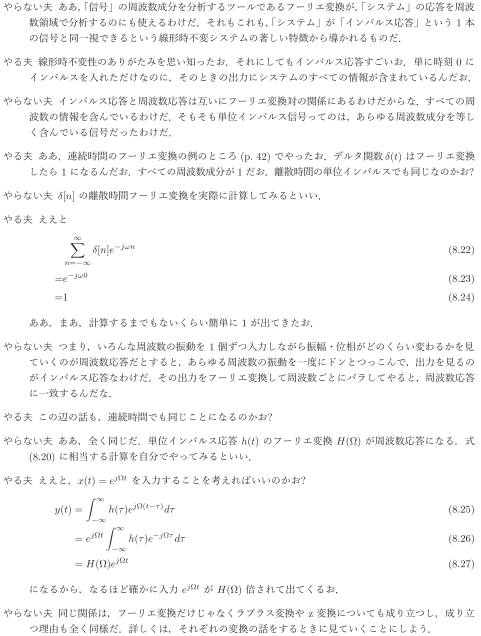 やらない夫 ああ,「信号」の周波数成分を分析するツールであるフーリエ変換が,「システム」の応答を周波
数領域で分析するのにも使えるわけだ. それもこれも,「システム」が「インパルス応答」という 1 本
の信号と同一視できるという線形時不変システムの著しい特徴から導かれるものだ.
やる夫 線形時不変性のありがたみを思い知ったお. それにしてもインパルス応答すごいお. 単に時刻 0 に
インパルスを入れただけなのに, そのときの出力にシステムのすべての情報が含まれているんだお.
やらない夫 インパルス応答と周波数応答は互いにフーリエ変換対の関係にあるわけだからな. すべての周
波数の情報を含んでいるわけだ. そもそも単位インパルス信号ってのは, あらゆる周波数成分を等し
く含んでいる信号だったわけだ.
やる夫 ああ, 連続時間のフーリエ変換の例のところ (p. 42) でやったお. デルタ関数 δ(t) はフーリエ変換
したら 1 になるんだお. すべての周波数成分が 1 だお. 離散時間の単位インパルスでも同じなのかお?
やらない夫 δ[n] の離散時間フーリエ変換を実際に計算してみるといい.
やる夫 ええと
∑_{n=−∞}^{∞} δ[n]e^{−jωn} (8.22)
=e^{−jω0} (8.23)
=1 (8.24)
ああ, まあ, 計算するまでもないくらい簡単に 1 が出てきたお.
やらない夫 つまり, いろんな周波数の振動を 1 個ずつ入力しながら振幅・位相がどのくらい変わるかを見
ていくのが周波数応答だとすると, あらゆる周波数の振動を一度にドンとつっこんで, 出力を見るの
がインパルス応答なわけだ. その出力をフーリエ変換して周波数ごとにバラしてやると, 周波数応答
に一致するんだな.
やる夫 この辺の話も, 連続時間でも同じことになるのかお?
やらない夫 ああ, 全く同じだ. 単位インパルス応答 h(t) のフーリエ変換 H(Ω) が周波数応答になる. 式
(8.20) に相当する計算を自分でやってみるといい.
やる夫 ええと, x(t) = e^{jΩt} を入力することを考えればいいのかお?
y(t) = ∫_{−∞}^{∞} h(τ)e^{jΩ(t−τ)}dτ (8.25)
= e^{jΩt} ∫_{−∞}^{∞} h(τ)e^{−jΩτ}dτ (8.26)
= H(Ω)e^{jΩt} (8.27)
になるから, なるほど確かに入力 e^{jΩt} が H(Ω) 倍されて出てくるお.
やらない夫 同じ関係は, フーリエ変換だけじゃなくラプラス変換や z 変換についても成り立つし, 成り立
つ理由も全く同様だ. 詳しくは, それぞれの変換の話をするときに見ていくことにしよう.